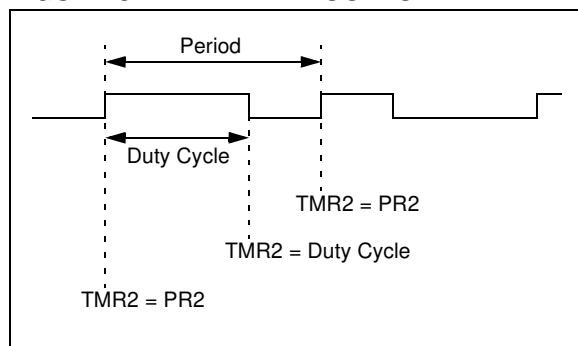 Period
Duty Cycle
TMR2 = PR2
TMR2 = Duty Cycle
TMR2 = PR2